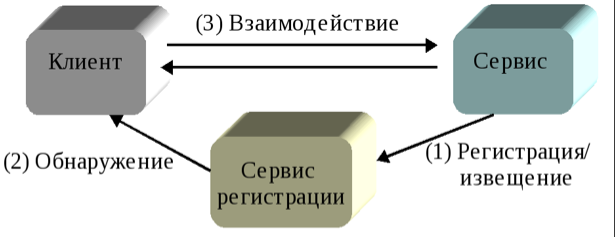 (3) Взаимодействие
Клиент
Сервис
(2) Обнаружение
Сервис
регистрации
(1) Регистрация/
извещение